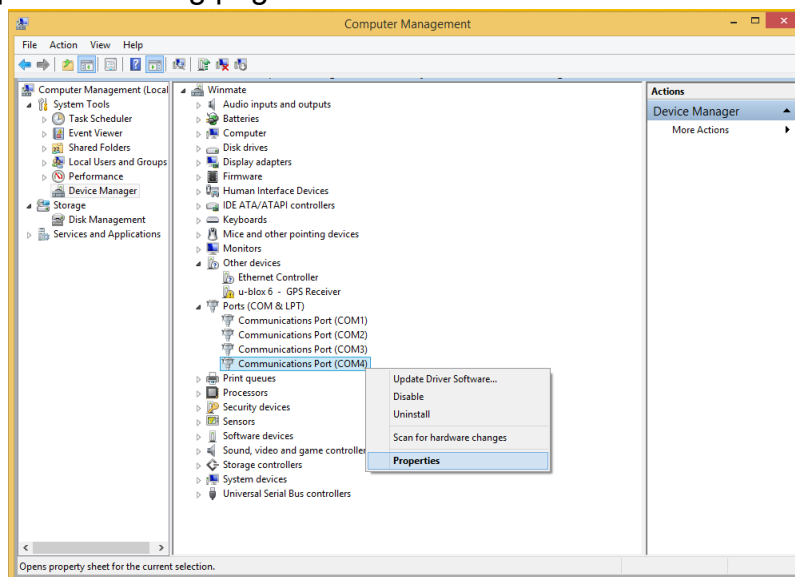 Computer Management
File Action View Help
Computer Management (Local
System Tools
Task Scheduler
Event Viewer
Shared Folders
Local Users and Groups
Performance
Device Manager
Storage
Disk Management
Services and Applications
Winmate
Audio inputs and outputs
Batteries
Computer
Disk drives
Display adapters
Firmware
Human Interface Devices
IDE ATA/ATAPI controllers
Keyboards
Mice and other pointing devices
Monitors
Other devices
Ethernet Controller
u-blox 6 - GPS Receiver
Ports (COM & LPT)
Communications Port (COM1)
Communications Port (COM2)
Communications Port (COM3)
Communications Port (COM4)
Print queues
Processors
Security devices
Sensors
Software devices
Sound, video and game controller
Storage controllers
System devices
Universal Serial Bus controllers
Update Driver Software...
Disable
Uninstall
Scan for hardware changes
Properties
Actions
Device Manager
More Actions
Opens property sheet for the current selection.